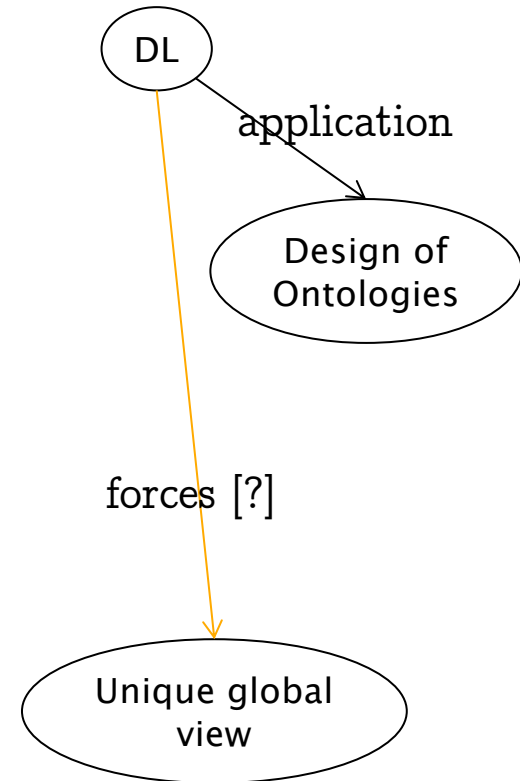 DL
application
Design of
Ontologies
forces [?]
Unique global
view